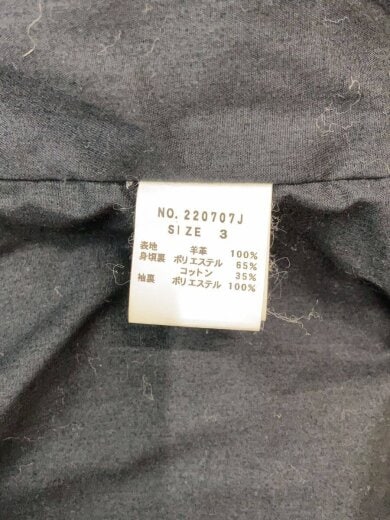 NO. 220707J
SIZE 3
表地 羊革 100%
身頃裏 ポリエステル 65%
コットン 35%
袖裏 ポリエステル 100%